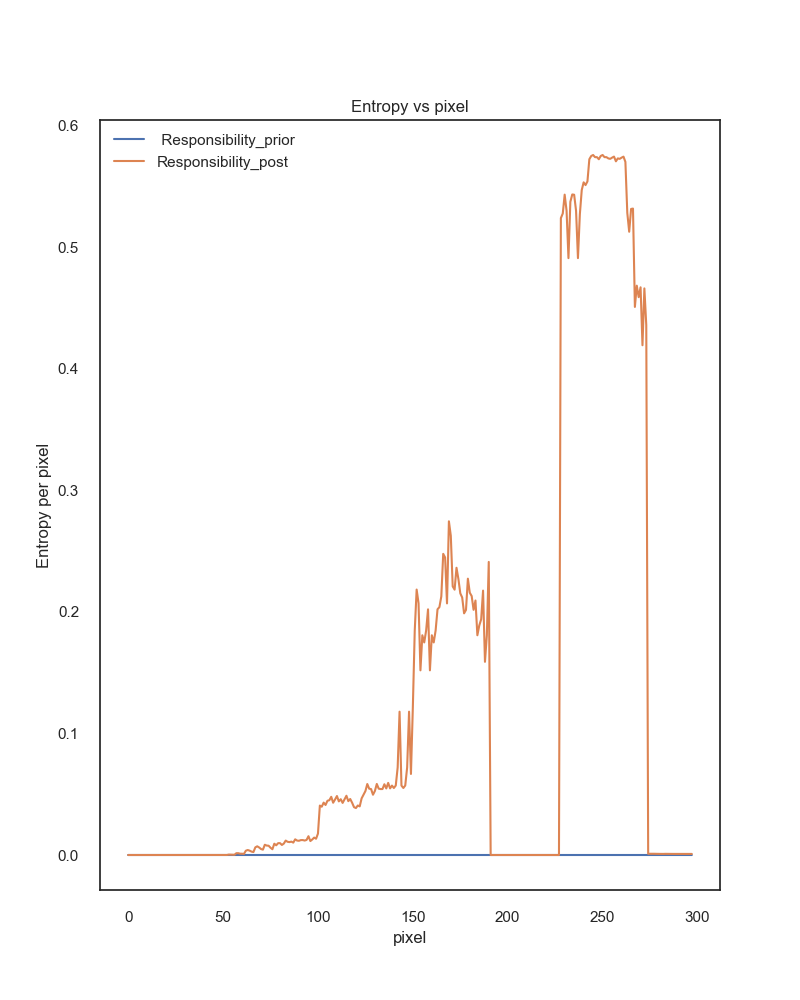 Entropy vs pixel
Responsibility_prior
Responsibility_post
Entropy per pixel
0.6
0.5
0.4
0.3
0.2
0.1
0.0
0 50 100 150 200 250 300
pixel